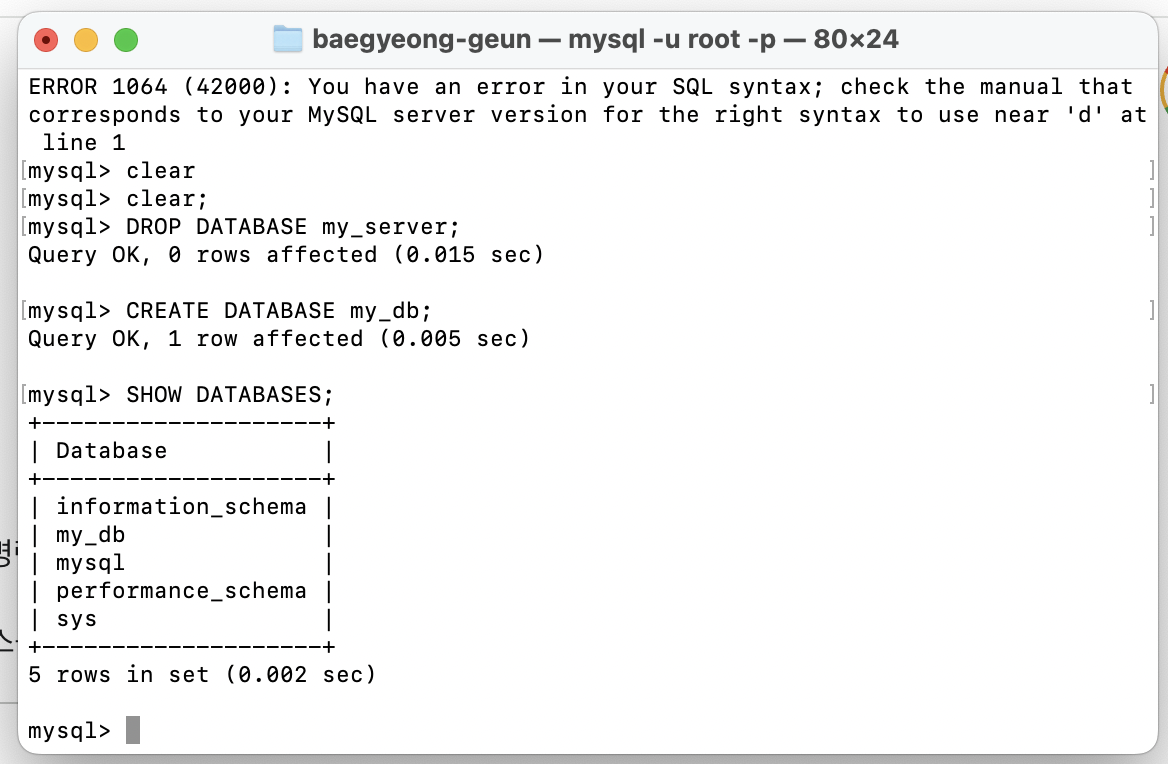 baegyeong-geun — mysql -u root -p — 80×24
ERROR 1064 (42000): You have an error in your SQL syntax; check the manual that
corresponds to your MySQL server version for the right syntax to use near 'd' at
 line 1
[mysql> clear ]
[mysql> clear; ]
[mysql> DROP DATABASE my_server; ]
Query OK, 0 rows affected (0.015 sec)
[mysql> CREATE DATABASE my_db; ]
Query OK, 1 row affected (0.005 sec)
[mysql> SHOW DATABASES; ]
+--------------------+
| Database           |
+--------------------+
| information_schema |
| my_db              |
| mysql              |
| performance_schema |
| sys                |
+--------------------+
5 rows in set (0.002 sec)
mysql>